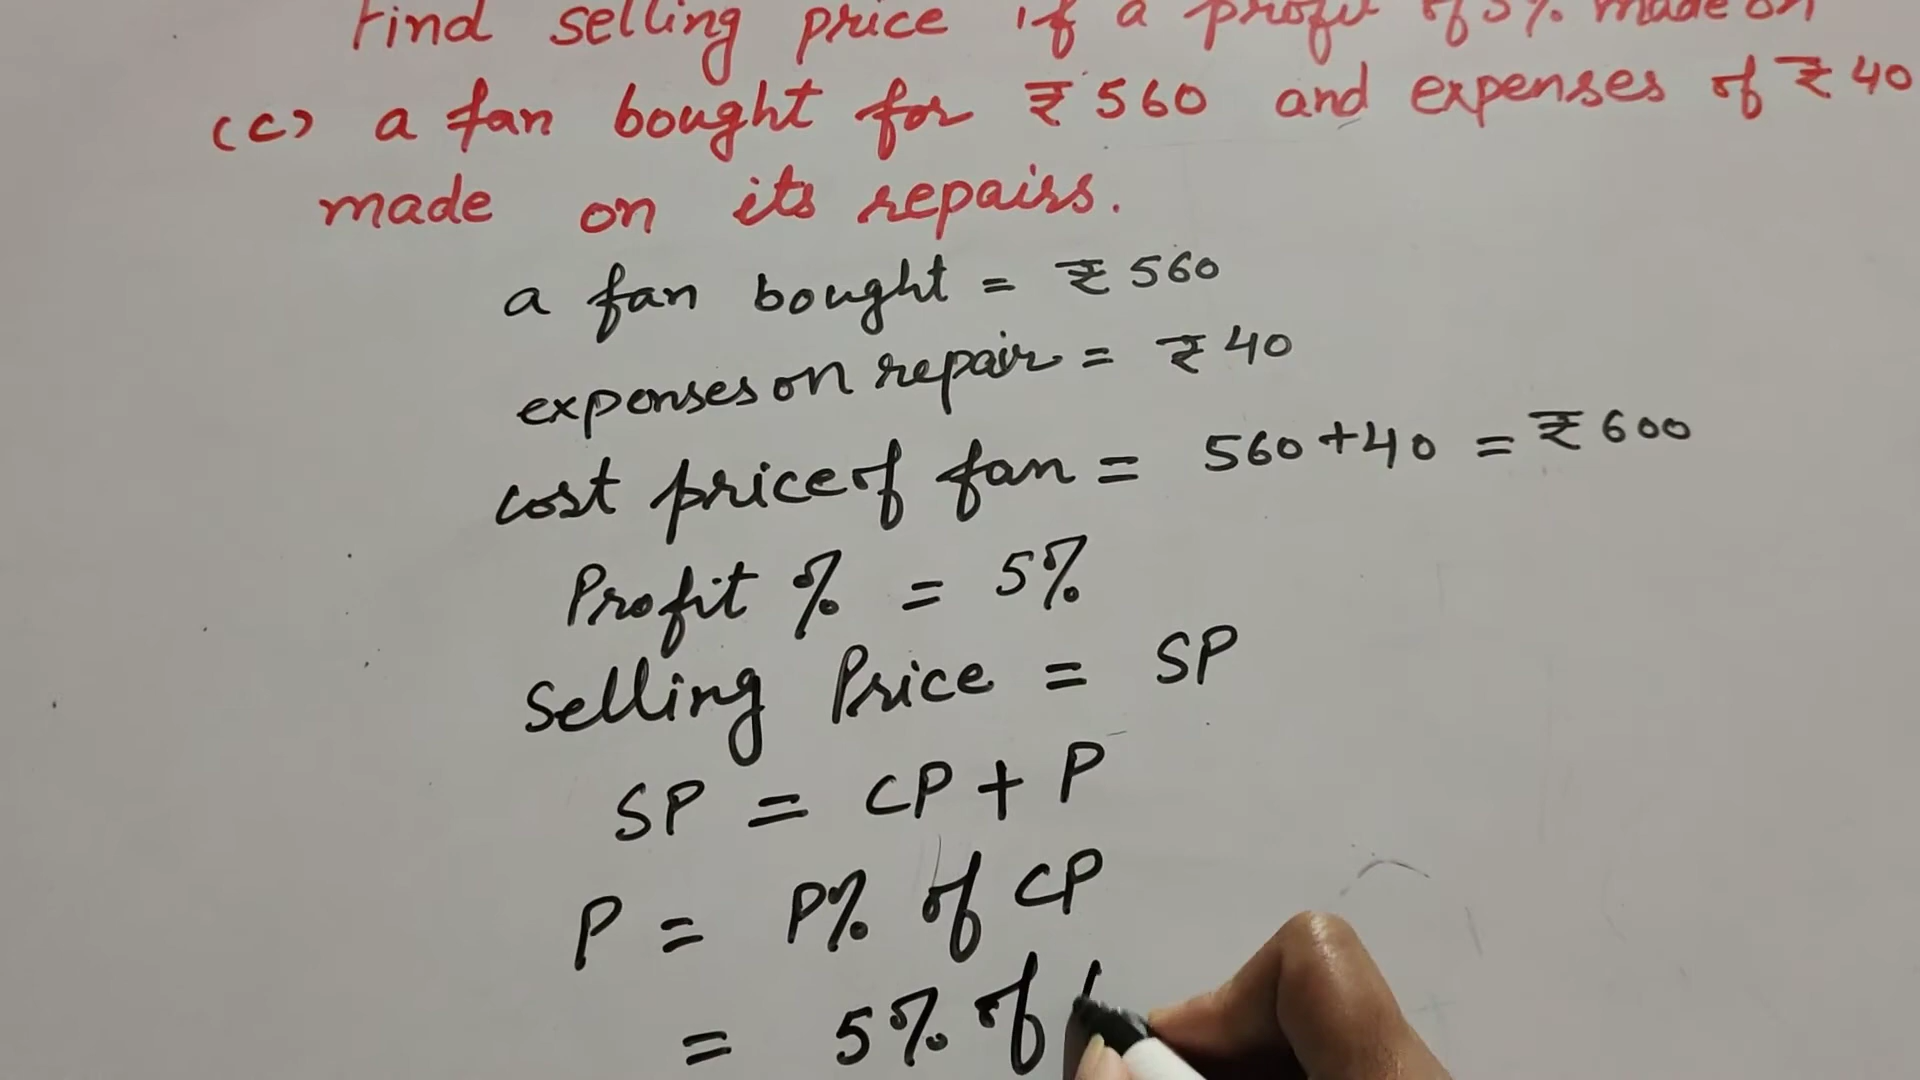 Find selling price if a profit of 5% made on
(c) a fan bought for ₹ 560 and expenses of ₹ 40
made on its repairs.
a fan bought = ₹ 560
expenses on repair = ₹ 40
cost price of fan = 560 + 40 = ₹ 600
Profit % = 5%
Selling Price = SP
SP = CP + P
P = P% of CP
= 5% of